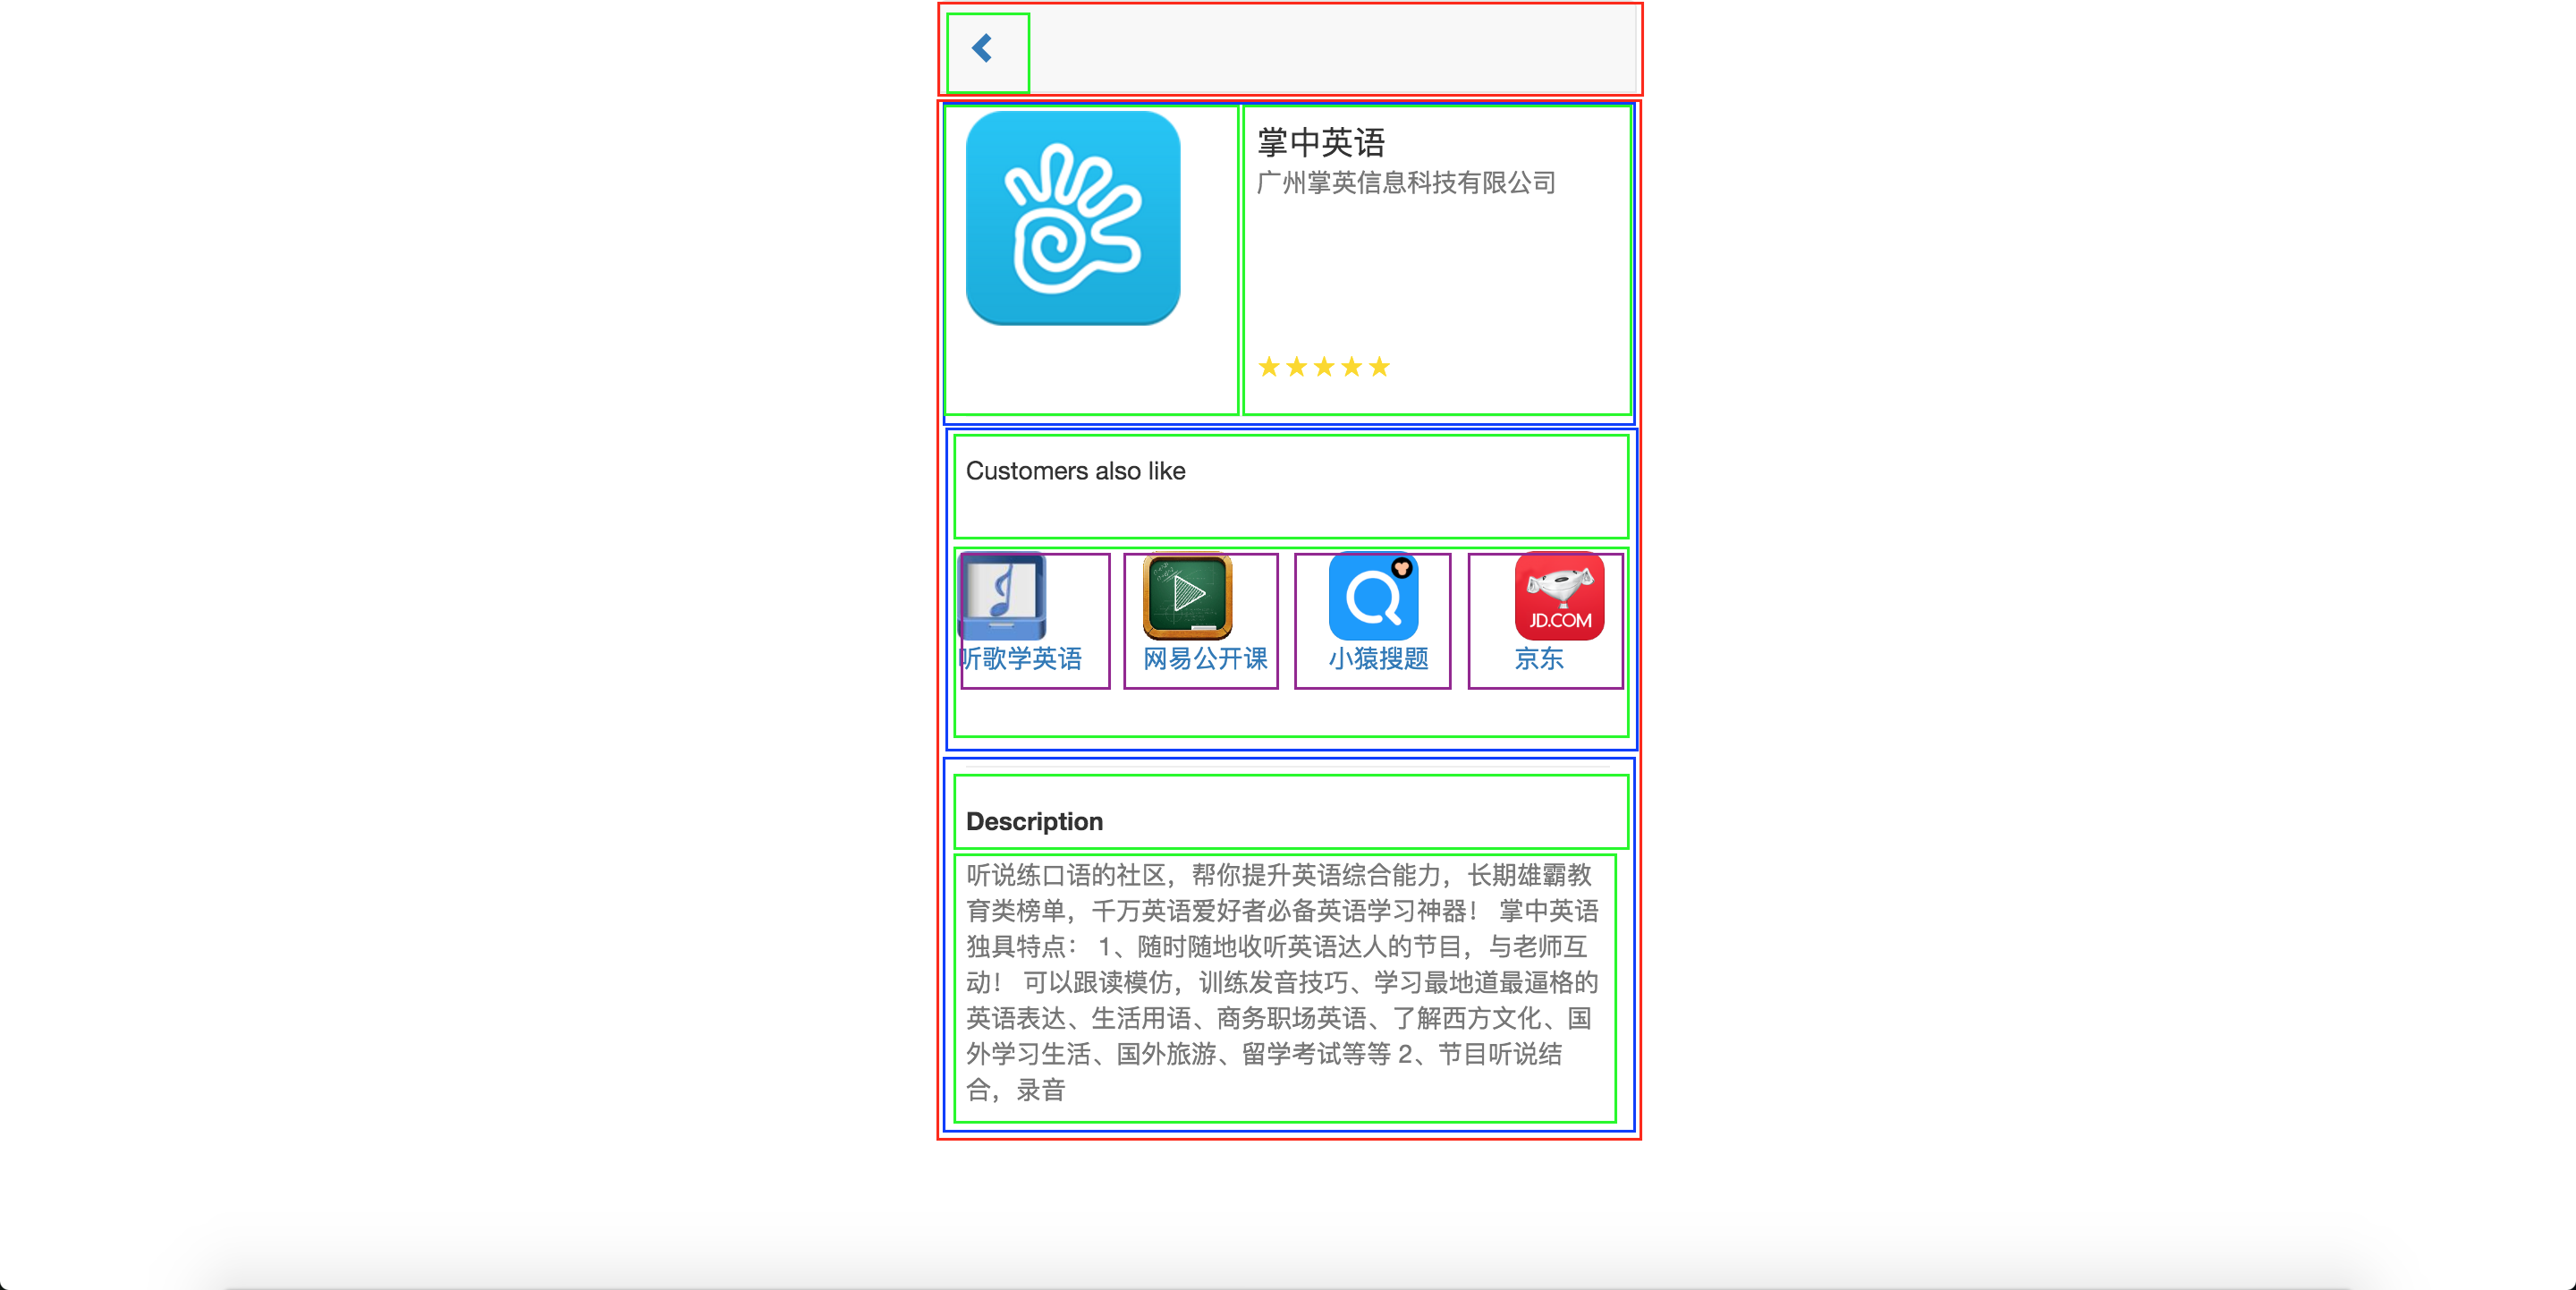 掌中英语
广州掌英信息科技有限公司
★★★★★
Customers also like
JD.COM
听歌学英语 网易公开课 小猿搜题 京东
Description
听说练口语的社区，帮你提升英语综合能力，长期雄霸教
育类榜单，千万英语爱好者必备英语学习神器！ 掌中英语
独具特点： 1、随时随地收听英语达人的节目，与老师互
动！ 可以跟读模仿，训练发音技巧、学习最地道最逼格的
英语表达、生活用语、商务职场英语、了解西方文化、国
外学习生活、国外旅游、留学考试等等 2、节目听说结
合，录音